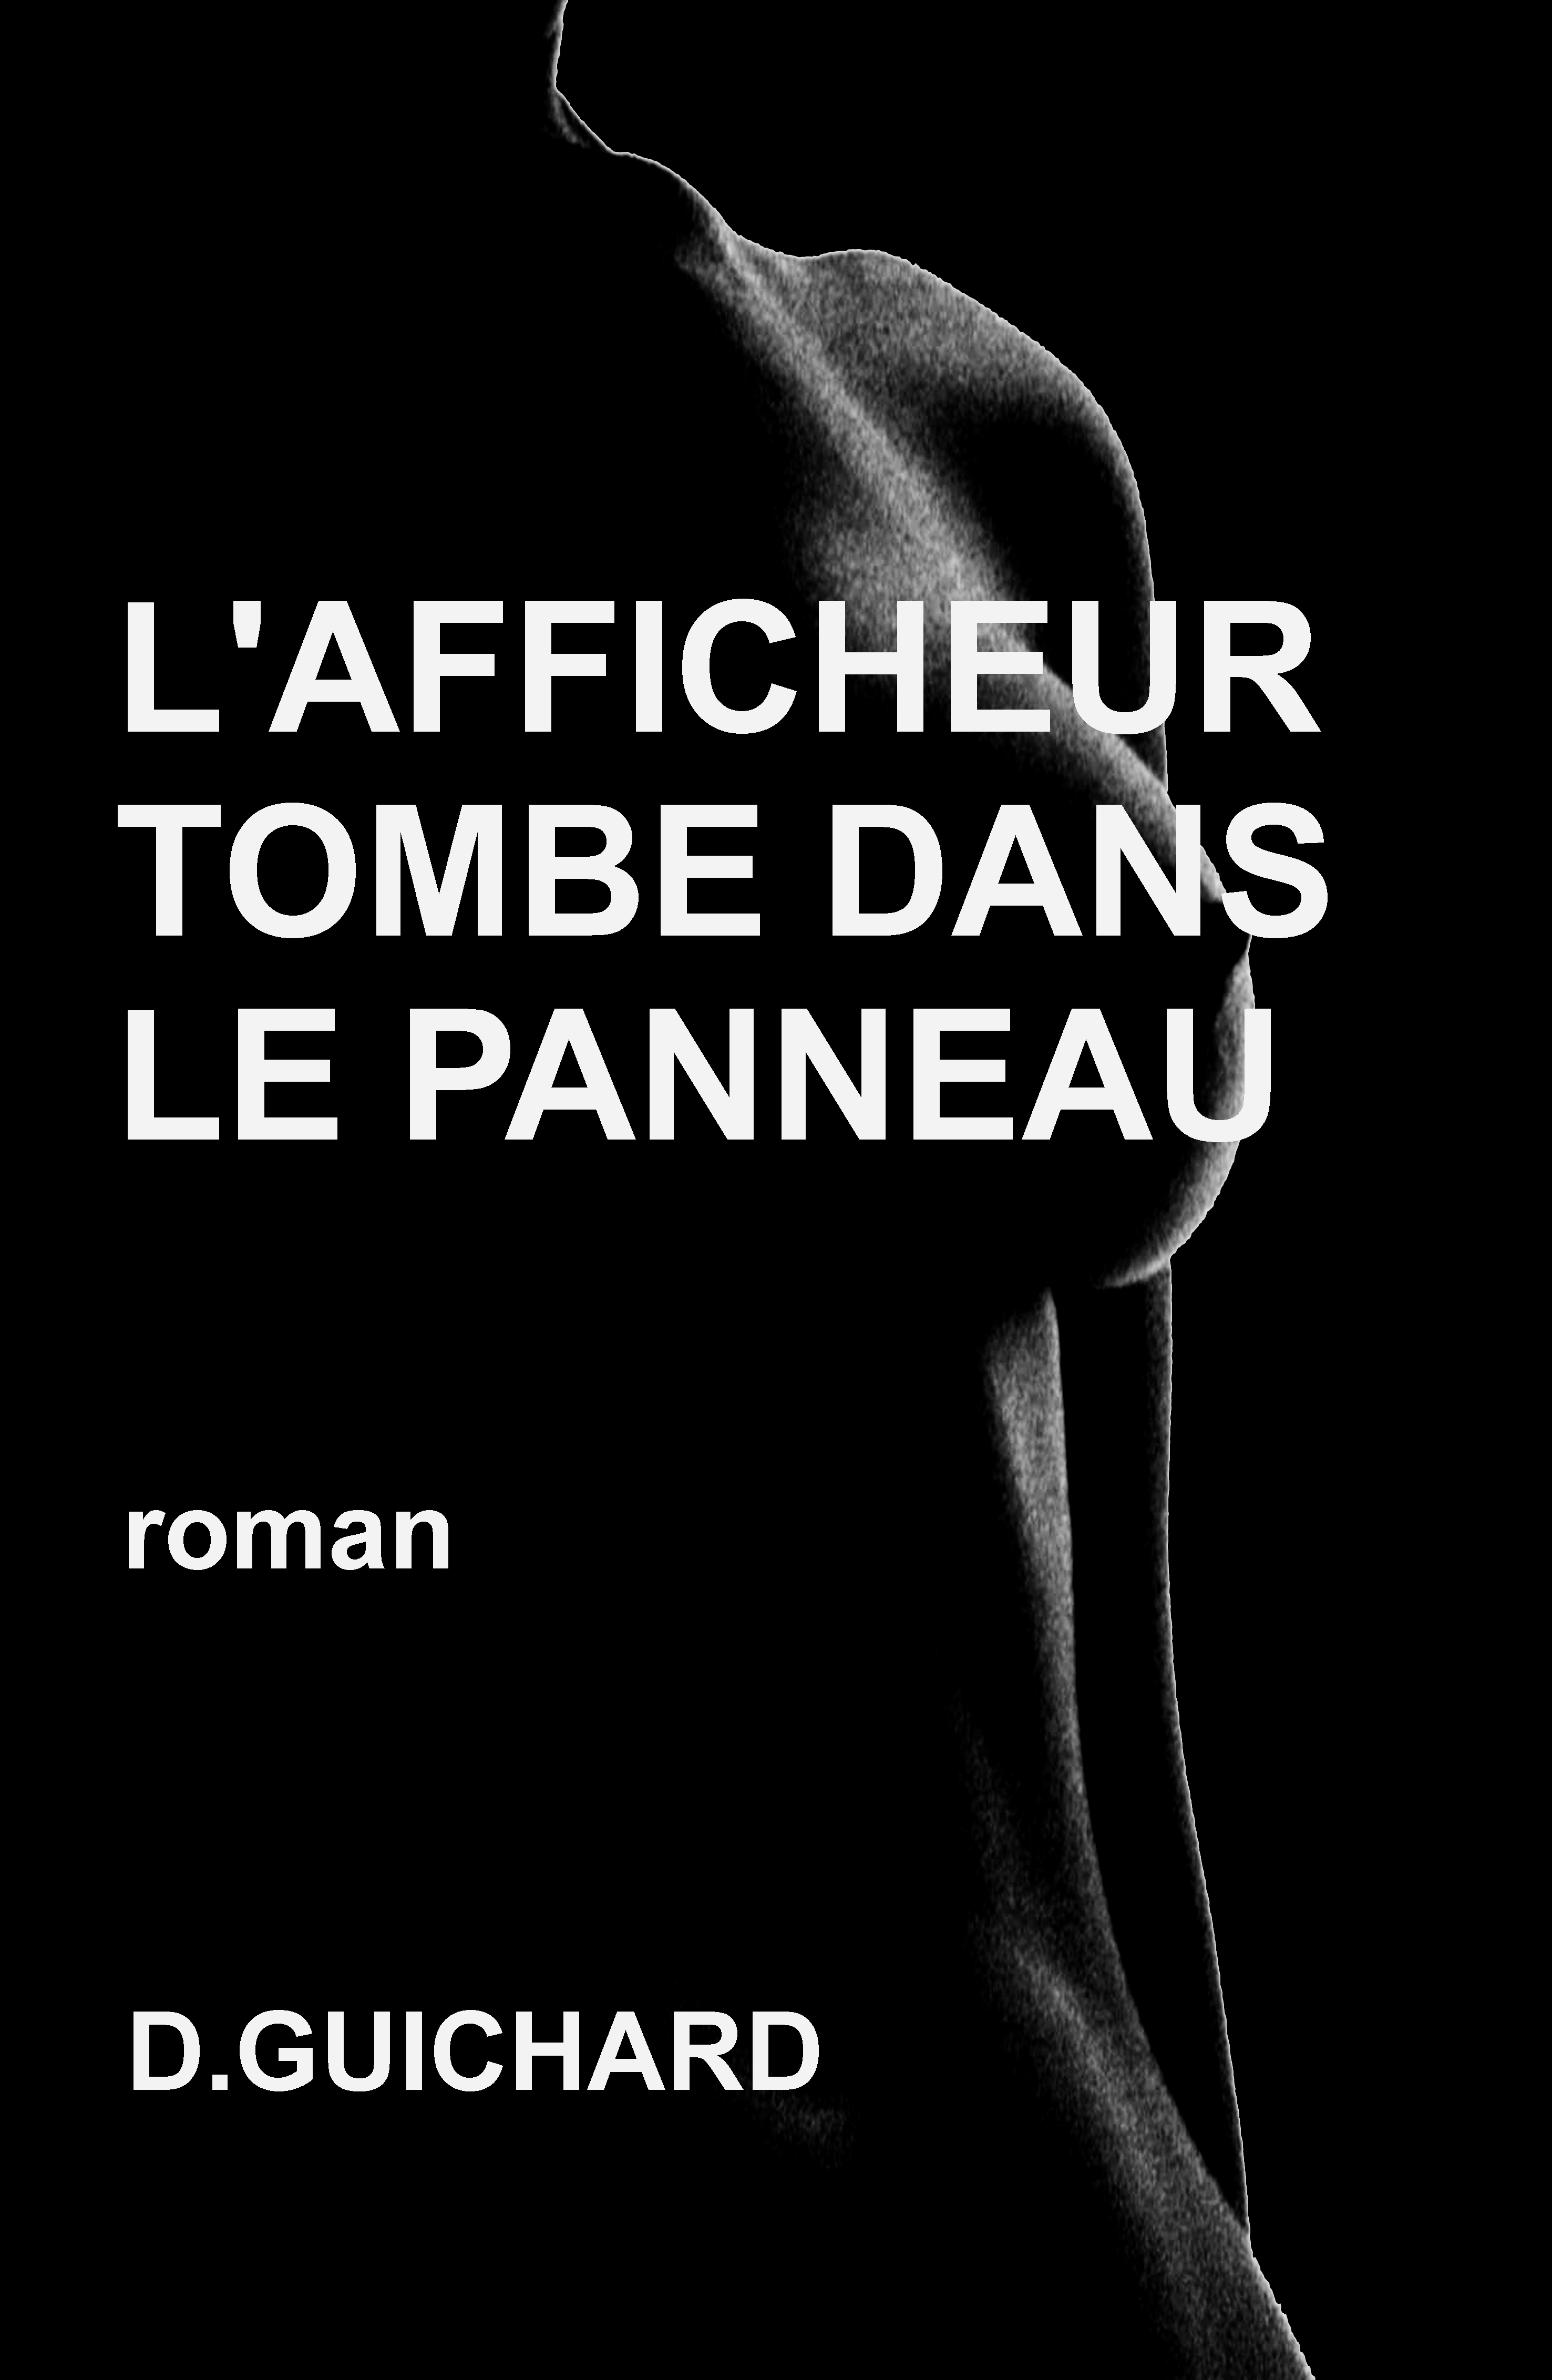 L'AFFICHEUR
TOMBE DANS
LE PANNEAU
roman
D.GUICHARD